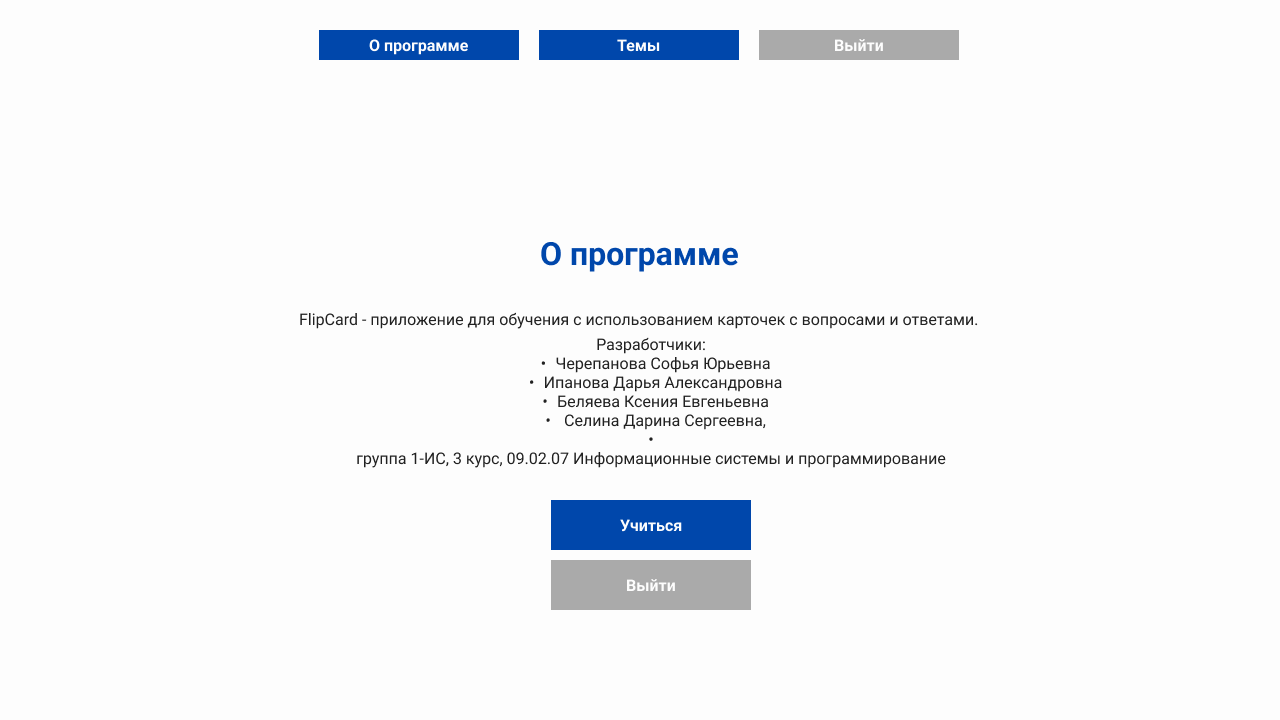 О программе
Темы
Выйти
О программе
FlipCard - приложение для обучения с использованием карточек с вопросами и ответами.
Разработчики:
• Черепанова Софья Юрьевна
• Ипанова Дарья Александровна
• Беляева Ксения Евгеньевна
• Селина Дарина Сергеевна,
•
группа 1-ИС, 3 курс, 09.02.07 Информационные системы и программирование
Учиться
Выйти